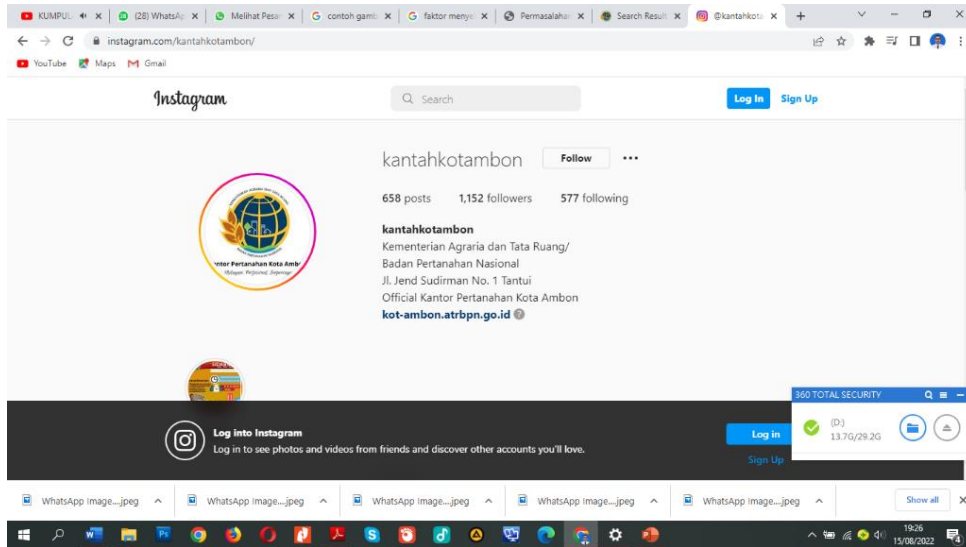 KUMPUL
(28) WhatsAp
Melihat Pesan
contoh gamb
faktor menye
Permasalahan
Search Result
@kantahkota
instagram.com/kantahkotambon/
YouTube Maps Gmail
Instagram
Search
Log In Sign Up
kantahkotambon Follow
658 posts 1,152 followers 577 following
kantahkotambon
Kementerian Agraria dan Tata Ruang/
Badan Pertanahan Nasional
Jl. Jend Sudirman No. 1 Tantui
Official Kantor Pertanahan Kota Ambon
kot-ambon.atrbpn.go.id
ntor Pertanahan Kota Amb
360 TOTAL SECURITY
(D:)
13.7G/29.2G
Log into Instagram
Log in to see photos and videos from friends and discover other accounts you'll love.
Log in
Sign Up
WhatsApp Image....jpeg WhatsApp Image....jpeg WhatsApp Image....jpeg WhatsApp Image....jpeg WhatsApp Image....jpeg Show all
19:26
15/08/2022